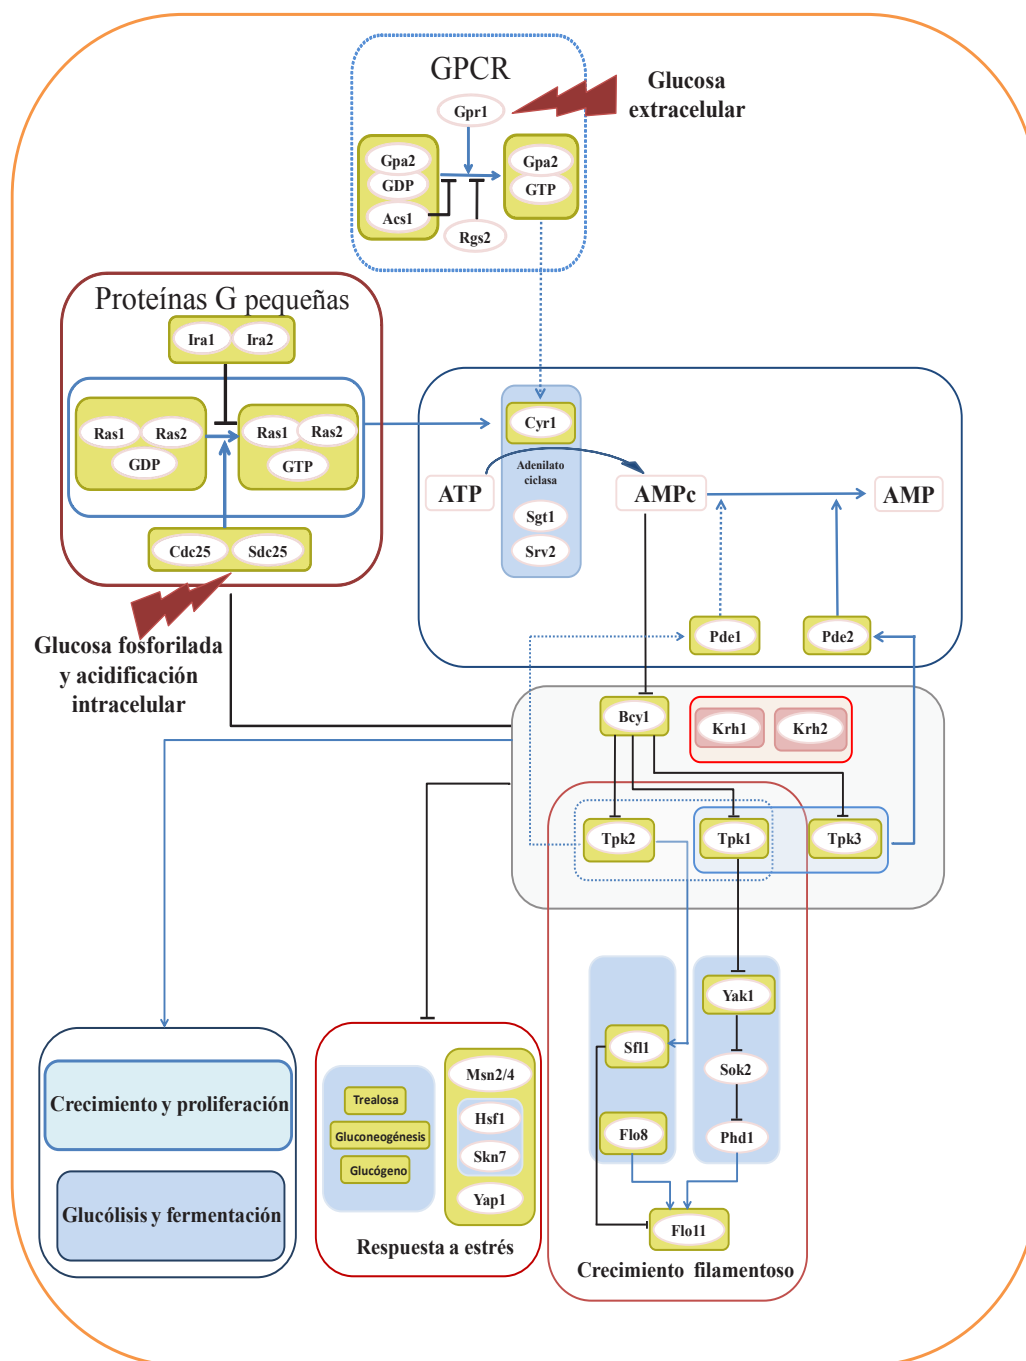 GPCR
Glucosa
extracelular
Gpr1
Gpa2
GDP
Acs1
Gpa2
GTP
Rgs2
Proteínas G pequeñas
Ira1
Ira2
Ras1
Ras2
GDP
Ras1
Ras2
GTP
Cdc25
Sdc25
Glucosa fosforilada
y acidificación
intracelular
Cyr1
Adenilato
ciclasa
ATP
AMPc
AMP
Sgt1
Srv2
Pde1
Pde2
Bcy1
Krh1
Krh2
Tpk2
Tpk1
Tpk3
Yak1
Sfl1
Sok2
Flo8
Phd1
Flo11
Crecimiento filamentoso
Msn2/4
Trealosa
Hsf1
Gluconeogénesis
Skn7
Glucógeno
Yap1
Respuesta a estrés
Crecimiento y proliferación
Glucólisis y fermentación